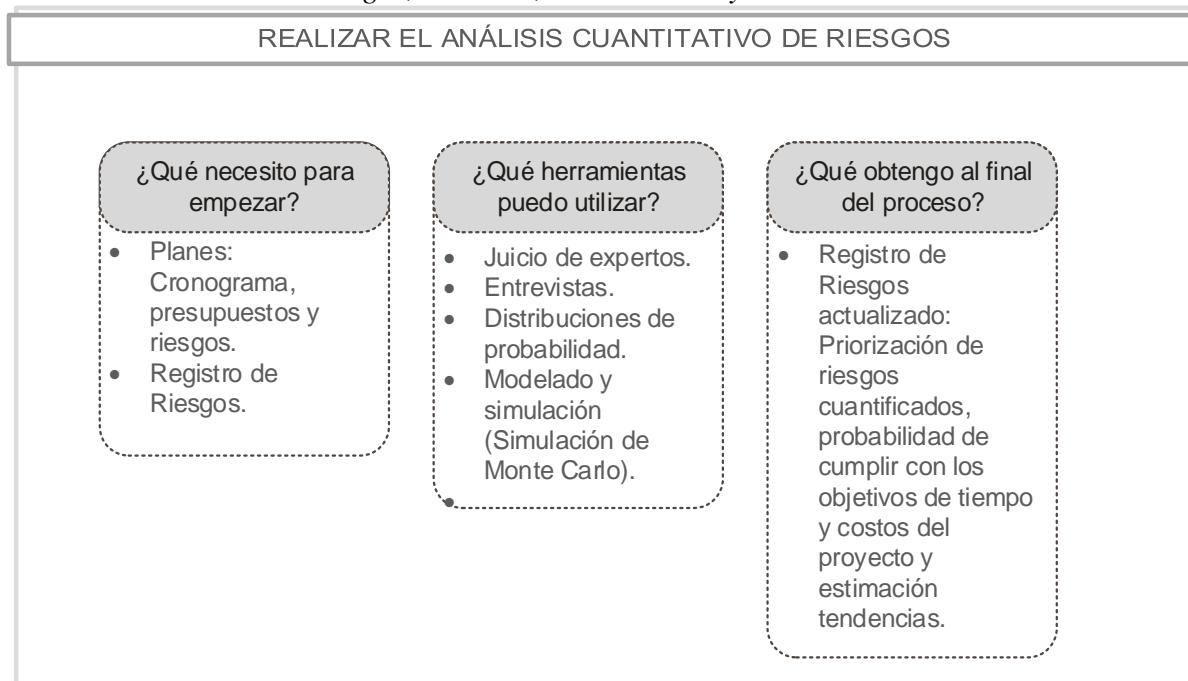 REALIZAR EL ANÁLISIS CUANTITATIVO DE RIESGOS
¿Qué necesito para
empezar?
• Planes:
Cronograma,
presupuestos y
riesgos.
• Registro de
Riesgos.
¿Qué herramientas
puedo utilizar?
• Juicio de expertos.
• Entrevistas.
• Distribuciones de
probabilidad.
• Modelado y
simulación
(Simulación de
Monte Carlo).
•
¿Qué obtengo al final
del proceso?
• Registro de
Riesgos
actualizado:
Priorización de
riesgos
cuantificados,
probabilidad de
cumplir con los
objetivos de tiempo
y costos del
proyecto y
estimación
tendencias.